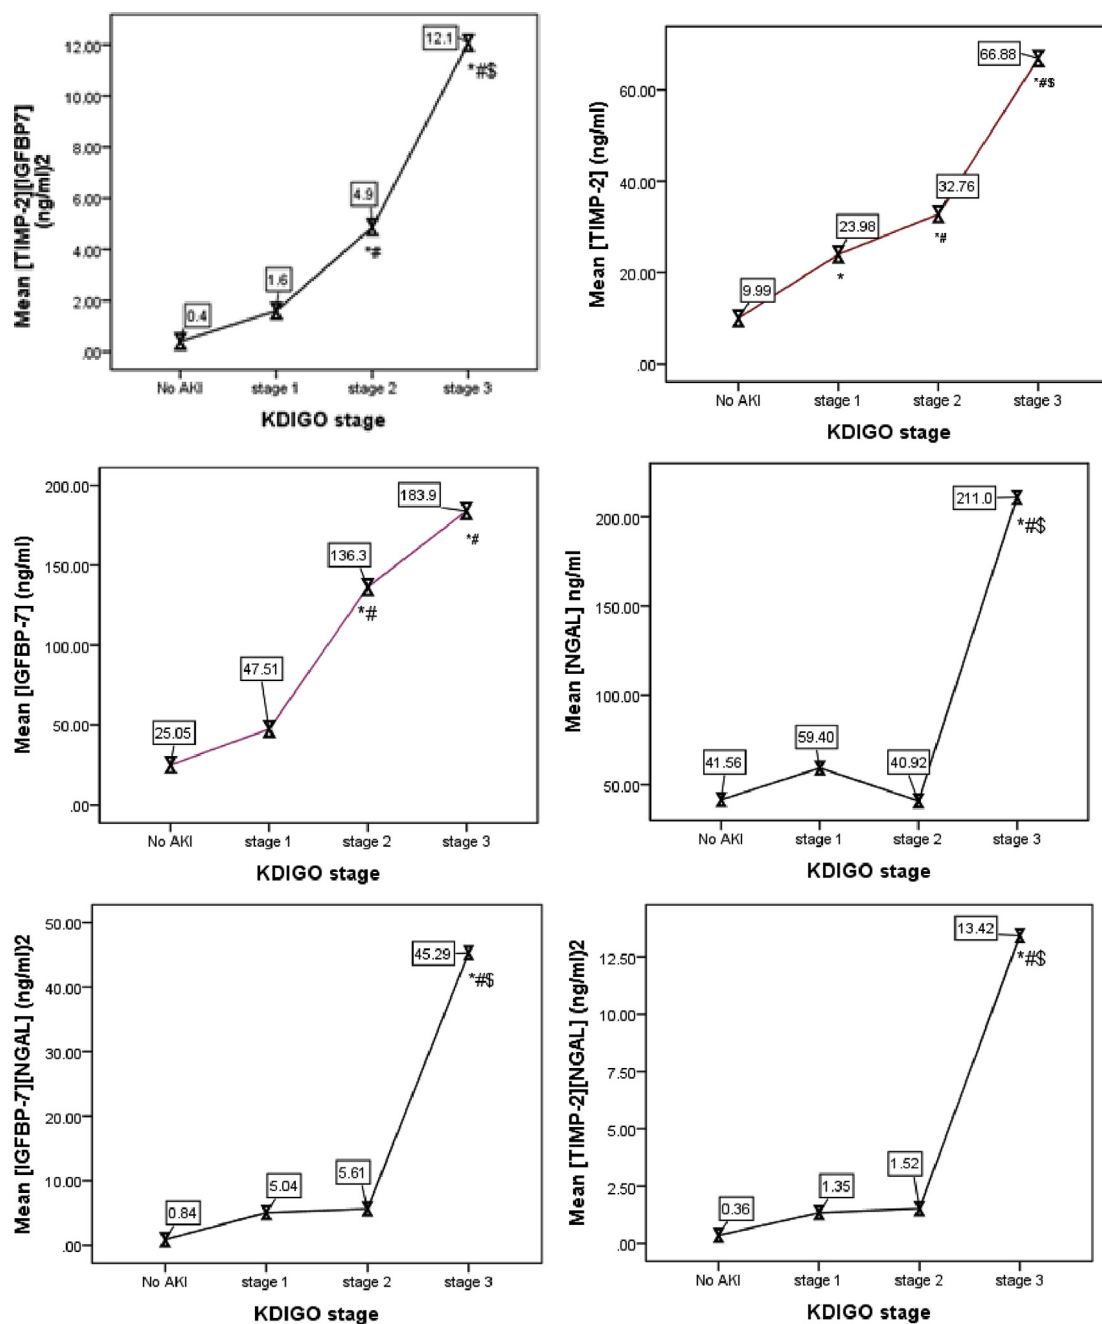 Mean [TIMP-2][IGFBP7]
(ng/ml)2
12.00
10.00
8.00
6.00
4.00
2.00
.00
0.4
1.6
4.9
*#
12.1
*#$
No AKI
stage 1
stage 2
stage 3
KDIGO stage
Mean [TIMP-2] (ng/ml)
60.00
40.00
20.00
.00
9.99
23.98
*
32.76
*#
66.88
*#$
No AKI
stage 1
stage 2
stage 3
KDIGO stage
Mean [IGFBP-7] (ng/ml)
200.00
150.00
100.00
50.00
.00
25.05
47.51
136.3
*#
183.9
*#
No AKI
stage 1
stage 2
stage 3
KDIGO stage
Mean [NGAL] ng/ml
200.00
150.00
100.00
50.00
41.56
59.40
40.92
211.0
*#$
No AKI
stage 1
stage 2
stage 3
KDIGO stage
Mean [IGFBP-7][NGAL] (ng/ml)2
50.00
40.00
30.00
20.00
10.00
.00
0.84
5.04
5.61
45.29
*#$
No AKI
stage 1
stage 2
stage 3
KDIGO stage
Mean [TIMP-2][NGAL] (ng/ml)2
12.50
10.00
7.50
5.00
2.50
.00
0.36
1.35
1.52
13.42
*#$
No AKI
stage 1
stage 2
stage 3
KDIGO stage